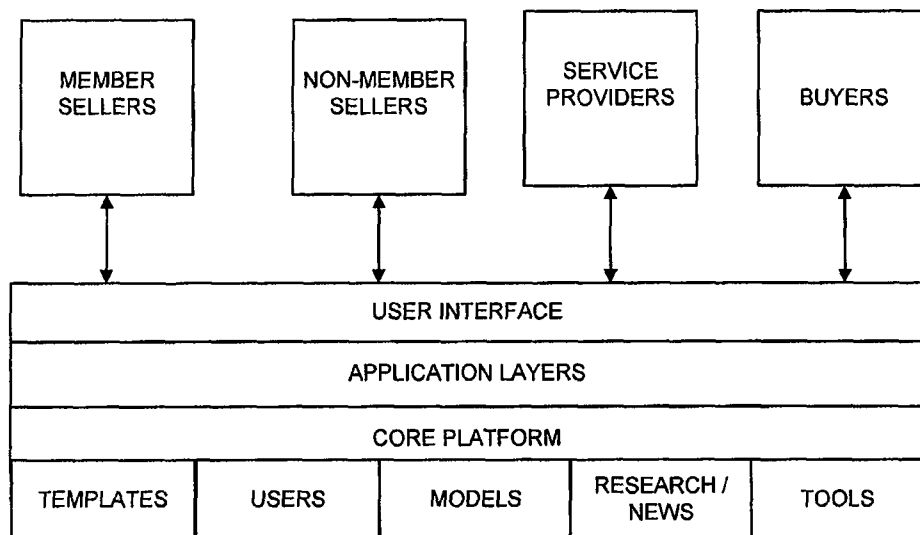 MEMBER
SELLERS
NON-MEMBER
SELLERS
SERVICE
PROVIDERS
BUYERS
USER INTERFACE
APPLICATION LAYERS
CORE PLATFORM
TEMPLATES
USERS
MODELS
RESEARCH /
NEWS
TOOLS